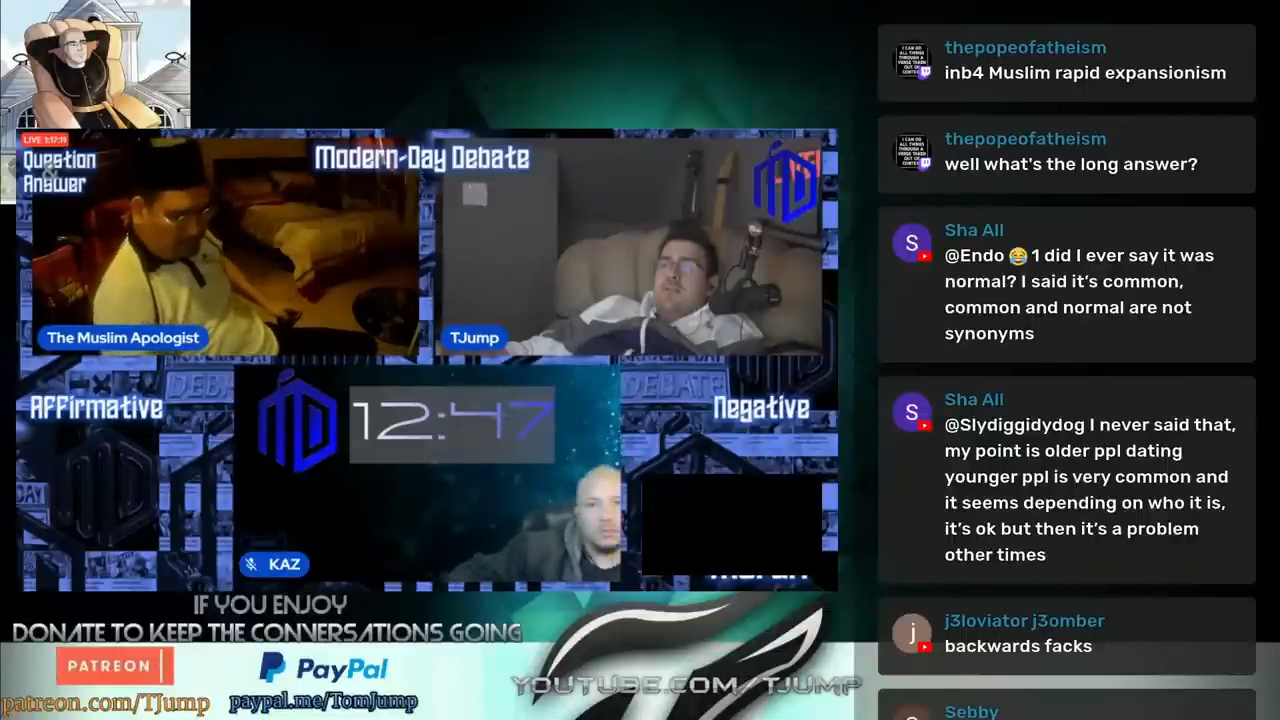 LIVE 1:17:19
Question
&
Answer
Modern-Day Debate
The Muslim Apologist
TJump
Affirmative
Negative
12:47
KAZ
IF YOU ENJOY
DONATE TO KEEP THE CONVERSATIONS GOING
PATREON
PayPal
patreon.com/TJump
paypal.me/TomJump
YOUTUBE.COM/TJUMP
thepopeofatheism
inb4 Muslim rapid expansionism
thepopeofatheism
well what's the long answer?
Sha All
@Endo 😂 1 did I ever say it was
normal? I said it's common,
common and normal are not
synonyms
Sha All
@Slydiggidydog I never said that,
my point is older ppl dating
younger ppl is very common and
it seems depending on who it is,
it's ok but then it's a problem
other times
j3loviator j3omber
backwards facks
Sebby